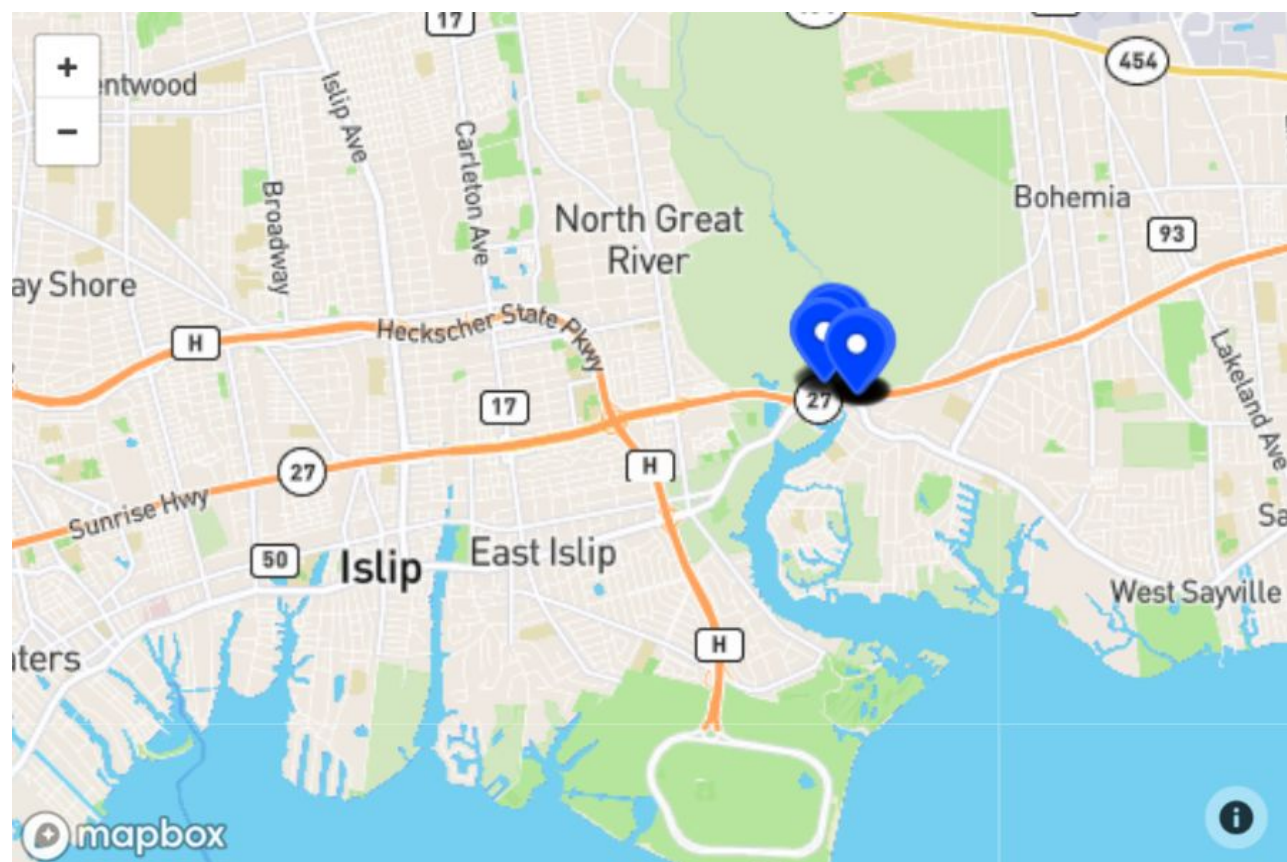 17
454
+
entwood
−
Islip Ave
Carleton Ave
Broadway
Bohemia
North Great
River
93
ay Shore
Heckscher State Pkwy
H
Lakeland Ave
17
27
H
27
Sunrise Hwy
Sa
East Islip
50
Islip
West Sayville
H
aters
mapbox
i